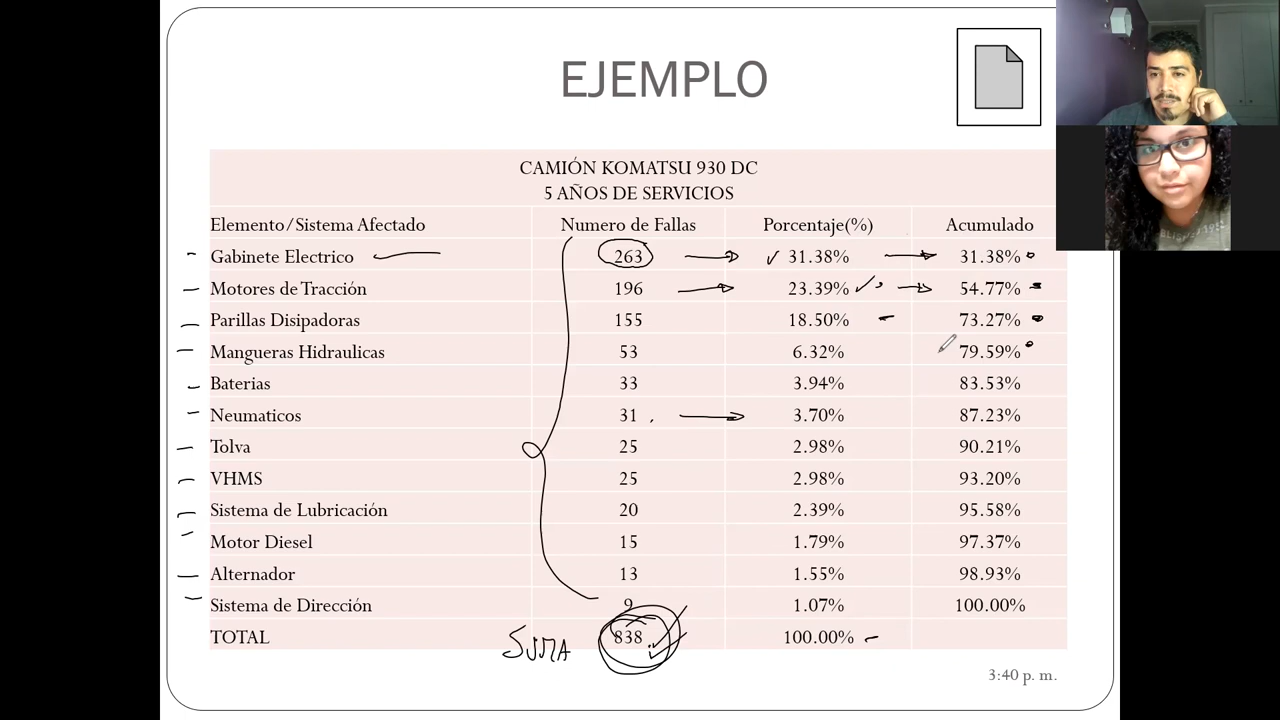 EJEMPLO
CAMIÓN KOMATSU 930 DC
5 AÑOS DE SERVICIOS
Elemento/Sistema Afectado Numero de Fallas Porcentaje(%) Acumulado
Gabinete Electrico 263 31.38% 31.38%
Motores de Tracción 196 23.39% 54.77%
Parillas Disipadoras 155 18.50% 73.27%
Mangueras Hidraulicas 53 6.32% 79.59%
Baterias 33 3.94% 83.53%
Neumaticos 31 3.70% 87.23%
Tolva 25 2.98% 90.21%
VHMS 25 2.98% 93.20%
Sistema de Lubricación 20 2.39% 95.58%
Motor Diesel 15 1.79% 97.37%
Alternador 13 1.55% 98.93%
Sistema de Dirección 9 1.07% 100.00%
TOTAL 838 100.00%
SUMA
3:40 p. m.